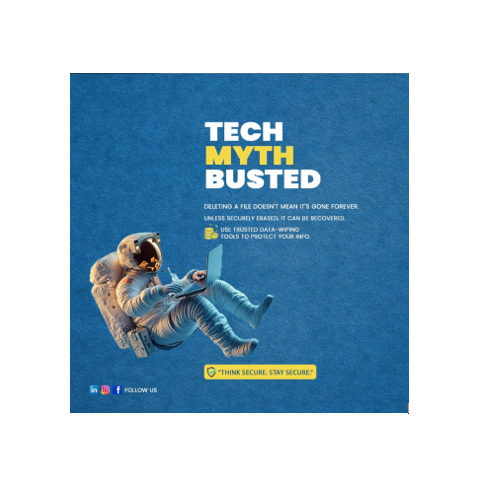 TECH
MYTH
BUSTED
DELETING A FILE DOESN'T MEAN IT'S GONE FOREVER.
UNLESS SECURELY ERASED, IT CAN BE RECOVERED.
USE TRUSTED DATA-WIPING
TOOLS TO PROTECT YOUR INFO.
"THINK SECURE. STAY SECURE."
FOLLOW US